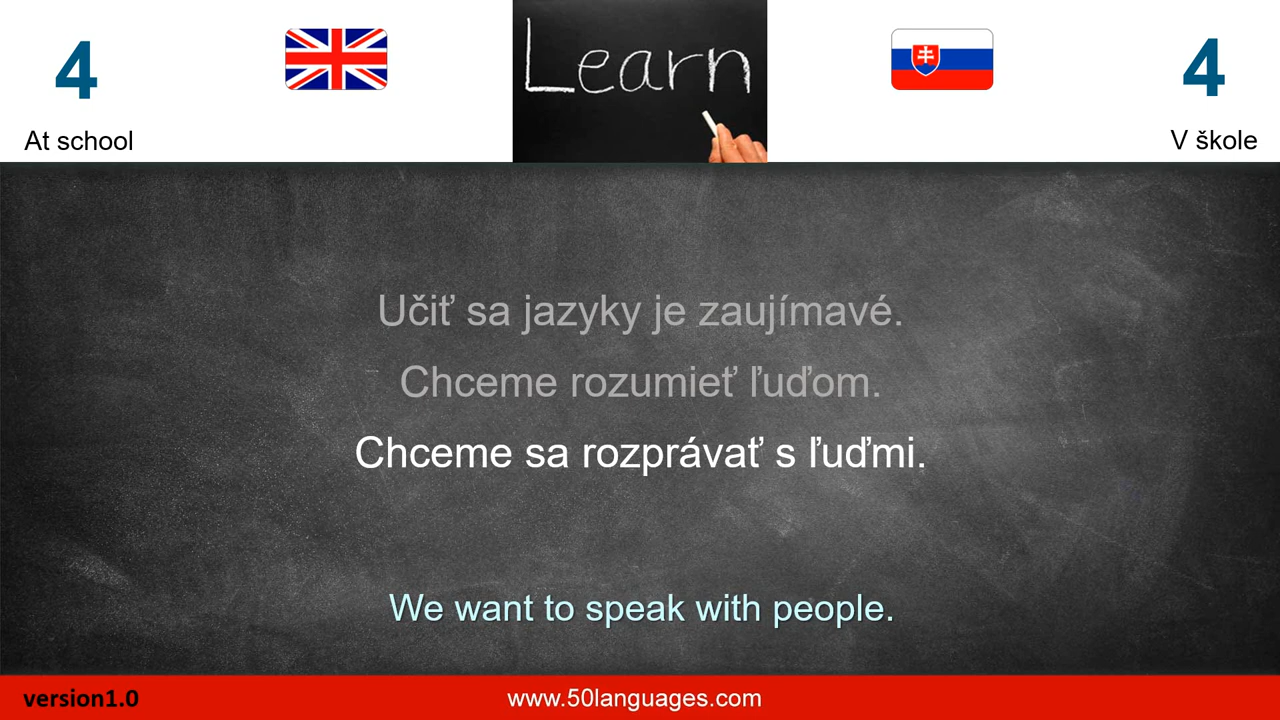 4
Learn
4
At school
V škole
Učiť sa jazyky je zaujímavé.
Chceme rozumieť ľuďom.
Chceme sa rozprávať s ľuďmi.
We want to speak with people.
version1.0
www.50languages.com